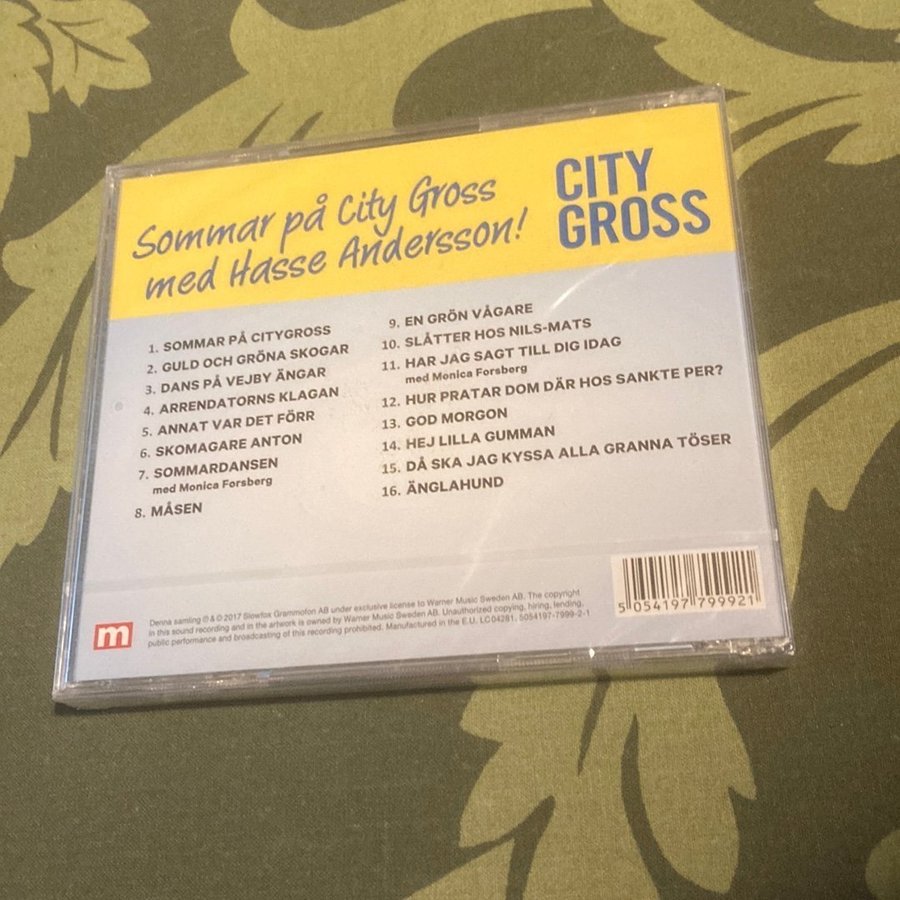 Sommar på City Gross
med Hasse Andersson!
CITY
GROSS
1. SOMMAR PÅ CITYGROSS
2. GULD OCH GRÖNA SKOGAR
3. DANS PÅ VEJBY ÄNGAR
4. ARRENDATORNS KLAGAN
5. ANNAT VAR DET FÖRR
6. SKOMAGARE ANTON
7. SOMMARDANSEN
med Monica Forsberg
8. MÅSEN
9. EN GRÖN VÅGARE
10. SLÅTTER HOS NILS-MATS
11. HAR JAG SAGT TILL DIG IDAG
med Monica Forsberg
12. HUR PRATAR DOM DÄR HOS SANKTE PER?
13. GOD MORGON
14. HEJ LILLA GUMMAN
15. DÅ SKA JAG KYSSA ALLA GRANNA TÖSER
16. ÄNGLAHUND
m
Denna samling ℗ & © 2017 Slowfox Grammofon AB under exclusive license to Warner Music Sweden AB. The copyright
in this sound recording and in the artwork is owned by Warner Music Sweden AB. Unauthorized copying, hiring, lending,
public performance and broadcasting of this recording prohibited. Manufactured in the E.U. LC04281. 5054197-7999-2-1
5 054197 799921